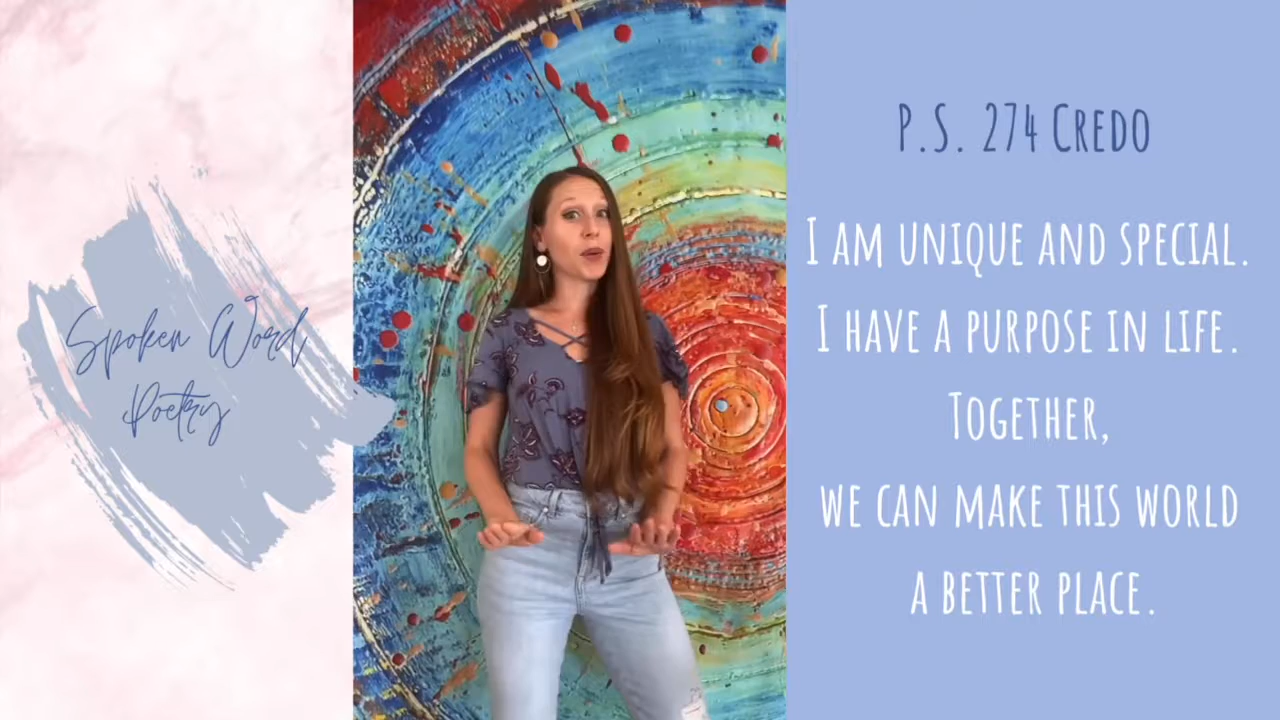 Spoken Word
Poetry
P.S. 274 Credo
I am unique and special.
I have a purpose in life.
Together,
we can make this world
a better place.